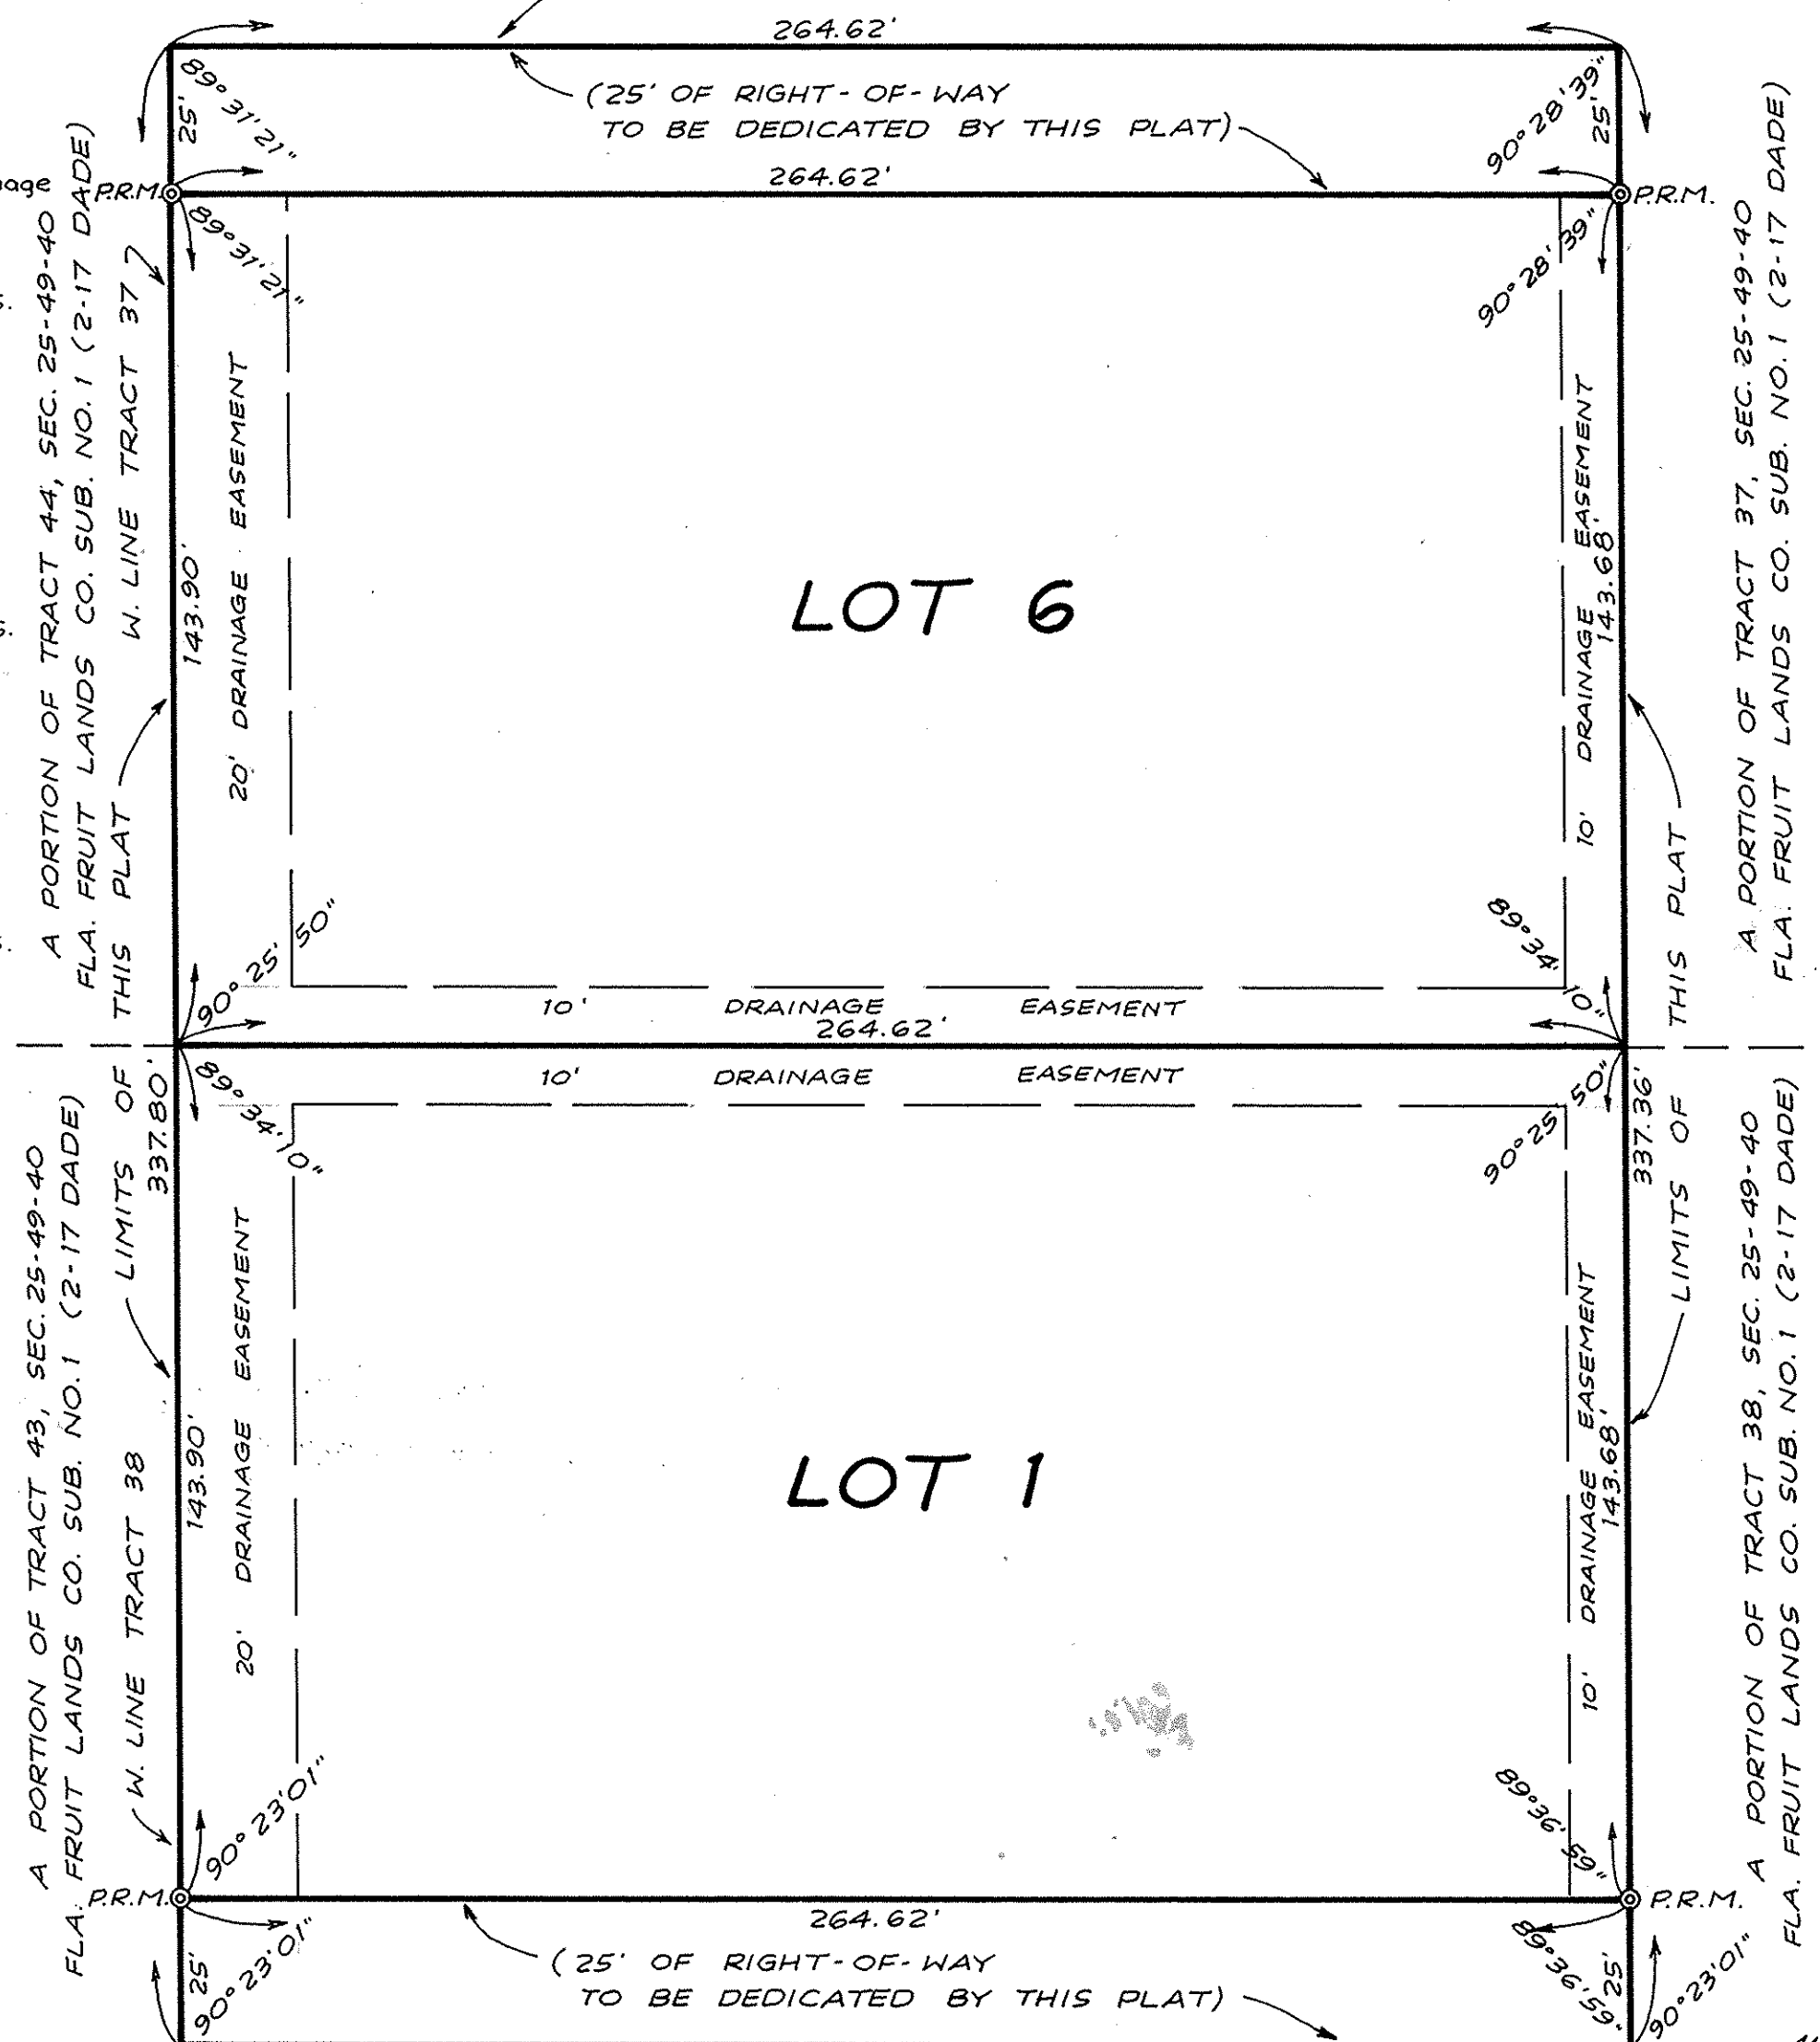 264.62'
89°31'21"
25'
(25' OF RIGHT-OF-WAY
TO BE DEDICATED BY THIS PLAT)
90°28'39"
25'
P.R.M.
264.62'
P.R.M.
89°31'21"
90°28'39"
A PORTION OF TRACT 44, SEC. 25-49-40
FLA. FRUIT LANDS CO. SUB. NO. 1 (2-17 DADE)
W. LINE TRACT 37
143.90'
20' DRAINAGE EASEMENT
LOT 6
10' DRAINAGE EASEMENT
143.68'
A PORTION OF TRACT 37, SEC. 25-49-40
FLA. FRUIT LANDS CO. SUB. NO. 1 (2-17 DADE)
90°25'50"
89°34'10"
10' DRAINAGE EASEMENT
264.62'
LIMITS OF THIS PLAT
LIMITS OF THIS PLAT
10' DRAINAGE EASEMENT
337.80'
89°34'10"
90°25'50"
337.36'
A PORTION OF TRACT 43, SEC. 25-49-40
FLA. FRUIT LANDS CO. SUB. NO. 1 (2-17 DADE)
W. LINE TRACT 38
143.90'
20' DRAINAGE EASEMENT
LOT 1
10' DRAINAGE EASEMENT
143.68'
A PORTION OF TRACT 38, SEC. 25-49-40
FLA. FRUIT LANDS CO. SUB. NO. 1 (2-17 DADE)
90°23'01"
89°36'59"
P.R.M.
264.62'
P.R.M.
25'
90°23'01"
(25' OF RIGHT-OF-WAY
TO BE DEDICATED BY THIS PLAT)
89°36'59"
25'
90°23'01"